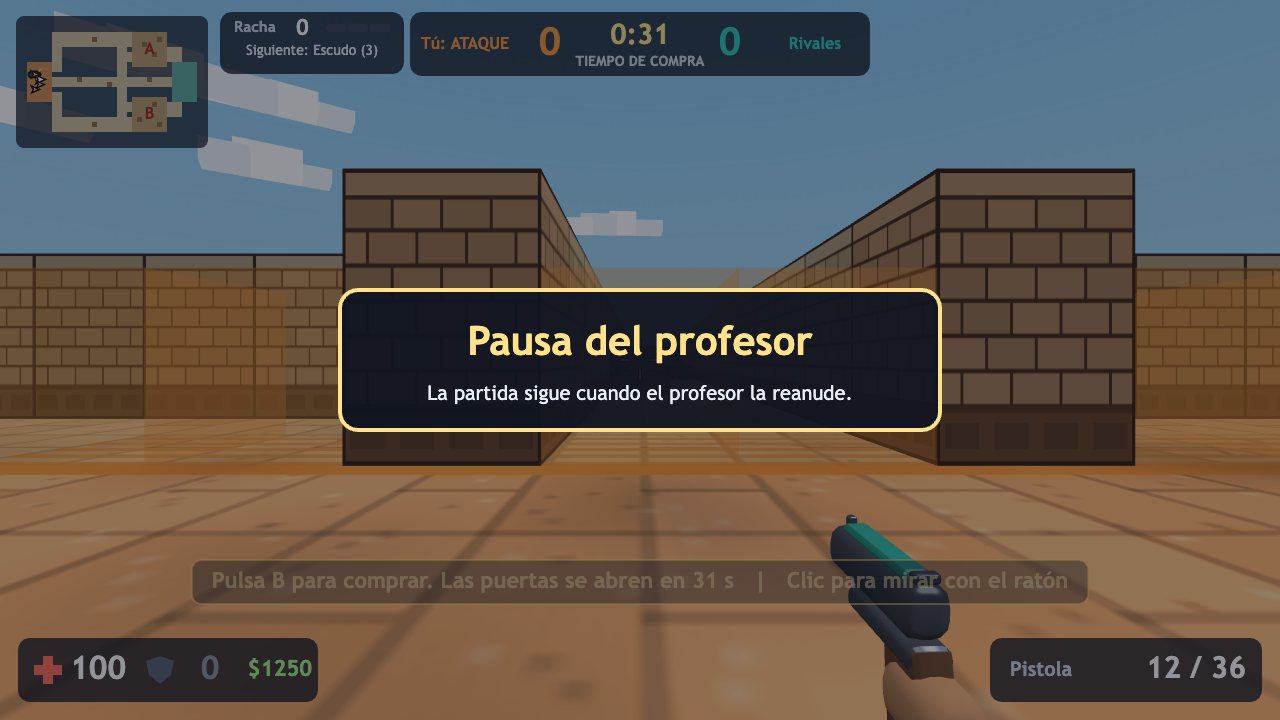 A
B
Racha 0
Siguiente: Escudo (3)
Tú: ATAQUE 0 0:31 0 Rivales
TIEMPO DE COMPRA
Pausa del profesor
La partida sigue cuando el profesor la reanude.
Pulsa B para comprar. Las puertas se abren en 31 s | Clic para mirar con el ratón
100 0 $1250
Pistola 12 / 36